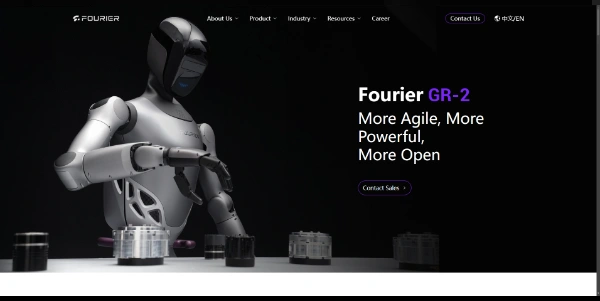 FOURIER
About Us
Product
Industry
Resources
Career
Contact Us
中文/EN
Fourier GR-2
More Agile, More
Powerful,
More Open
Contact Sales